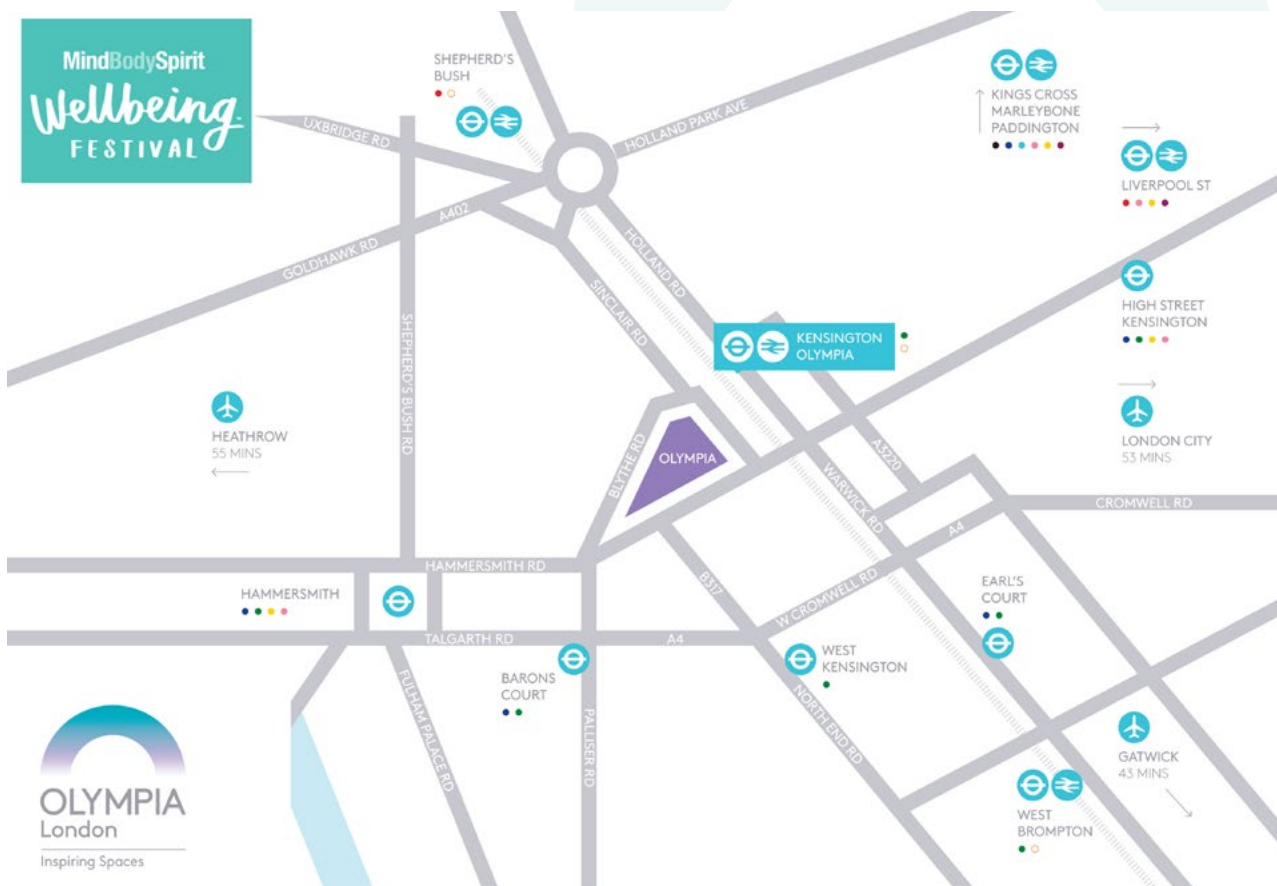 MindBodySpirit
Wellbeing
FESTIVAL
SHEPHERD'S
BUSH
UXBRIDGE RD
HOLLAND PARK AVE
KINGS CROSS
MARLEYBONE
PADDINGTON
LIVERPOOL ST
A402
GOLDHAWK RD
HOLLAND RD
SINCLAIR RD
SHEPHERD'S BUSH RD
HIGH STREET
KENSINGTON
KENSINGTON
OLYMPIA
HEATHROW
55 MINS
LONDON CITY
53 MINS
BLYTHE RD
OLYMPIA
A3220
WARWICK RD
CROMWELL RD
A4
HAMMERSMITH RD
B317
W CROMWELL RD
EARL'S
COURT
HAMMERSMITH
TALGARTH RD
A4
BARONS
COURT
WEST
KENSINGTON
FULHAM PALACE RD
PALLISER RD
NORTH END RD
GATWICK
43 MINS
WEST
BROMPTON
OLYMPIA
London
Inspiring Spaces